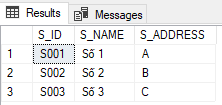 Results Messages
S_ID S_NAME S_ADDRESS
1 S001 Số 1 A
2 S002 Số 2 B
3 S003 Số 3 C